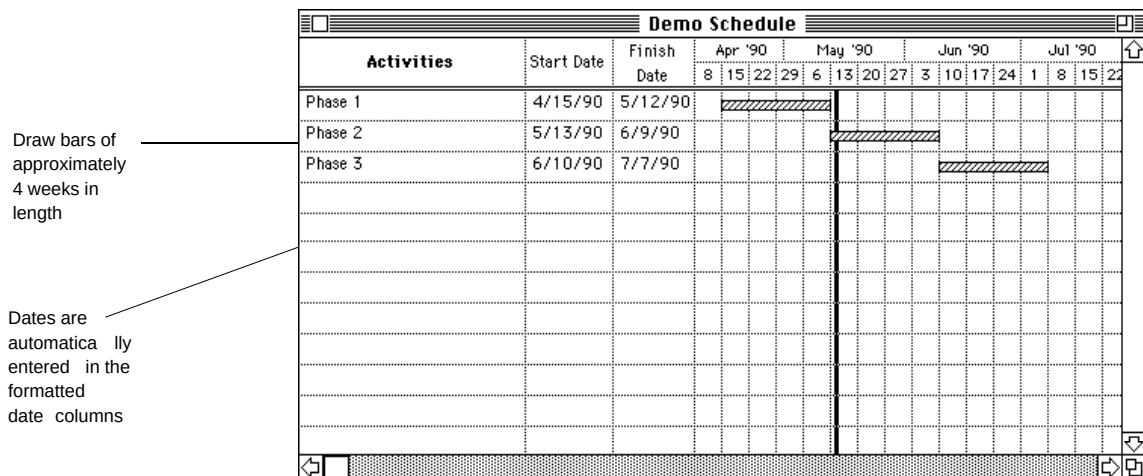 Demo Schedule
Activities
Start Date
Finish
Date
Apr '90 May '90 Jun '90 Jul '90
8 15 22 29 6 13 20 27 3 10 17 24 1 8 15 22
Phase 1 4/15/90 5/12/90
Phase 2 5/13/90 6/9/90
Phase 3 6/10/90 7/7/90
Draw bars of
approximately
4 weeks in
length
Dates are
automatica lly
entered in the
formatted
date columns